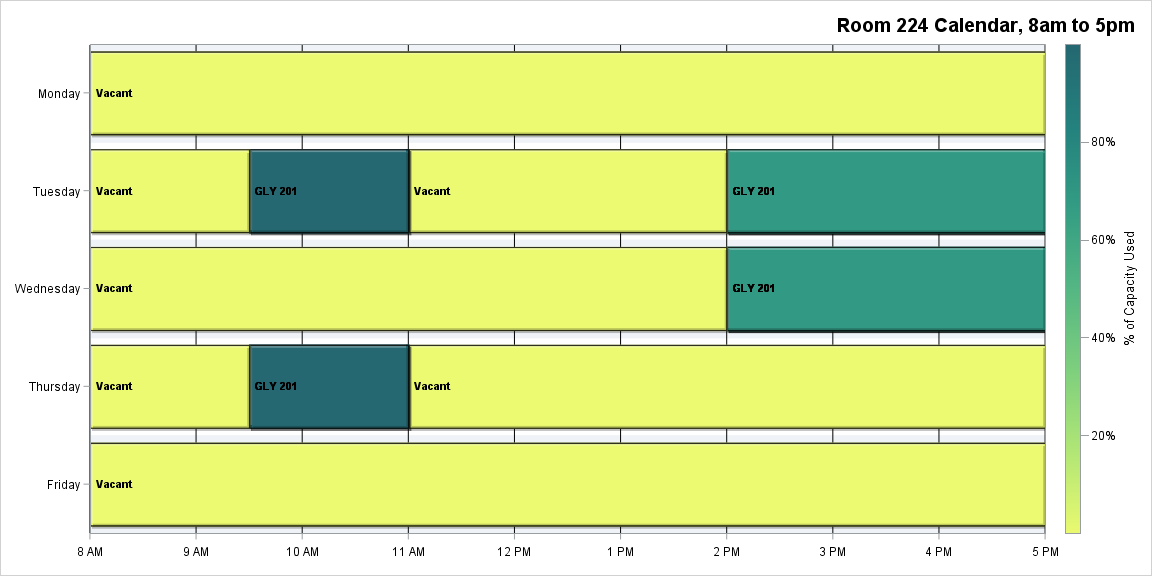 Room 224 Calendar, 8am to 5pm
Monday
Vacant
Tuesday
Vacant
GLY 201
Vacant
GLY 201
Wednesday
Vacant
GLY 201
Thursday
Vacant
GLY 201
Vacant
Friday
Vacant
8 AM
9 AM
10 AM
11 AM
12 PM
1 PM
2 PM
3 PM
4 PM
5 PM
80%
60%
40%
20%
% of Capacity Used